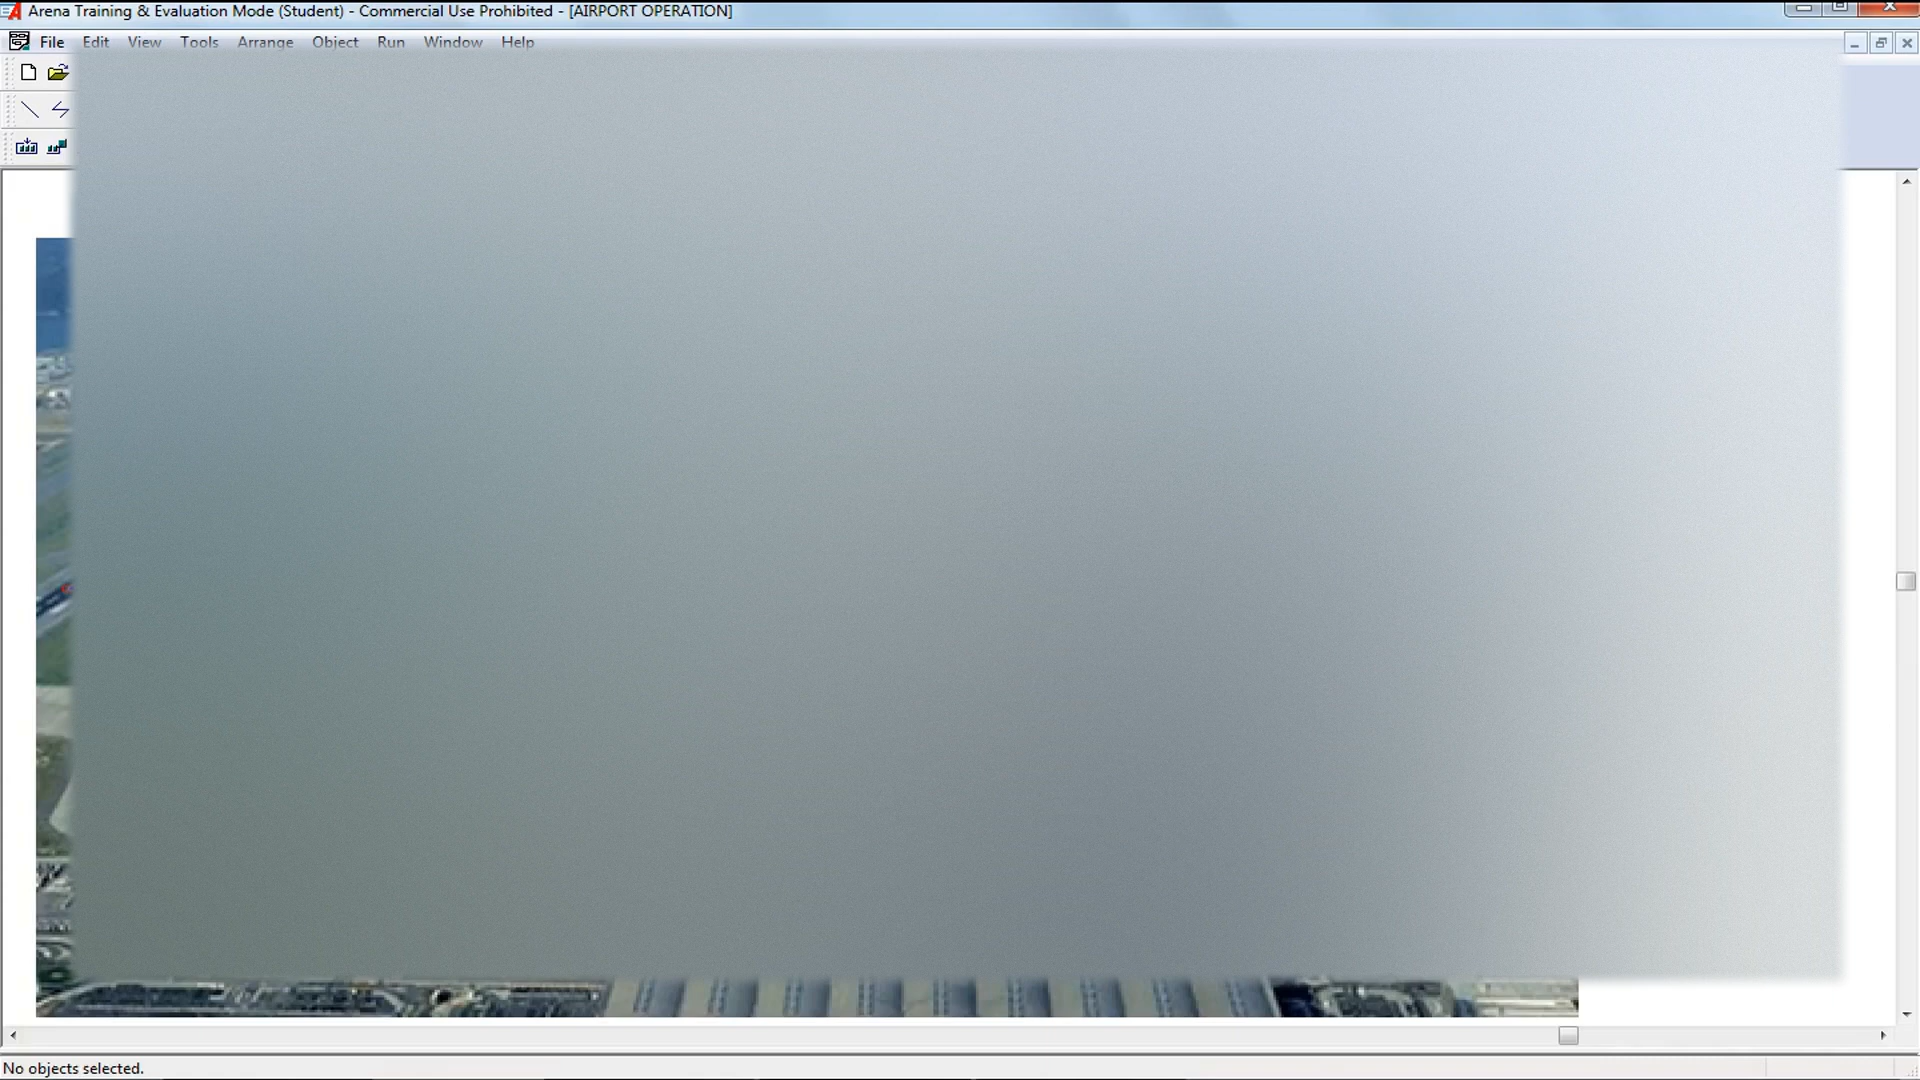 Arena Training & Evaluation Mode (Student) - Commercial Use Prohibited - [AIRPORT OPERATION]
File Edit View Tools Arrange Object Run Window Help
No objects selected.